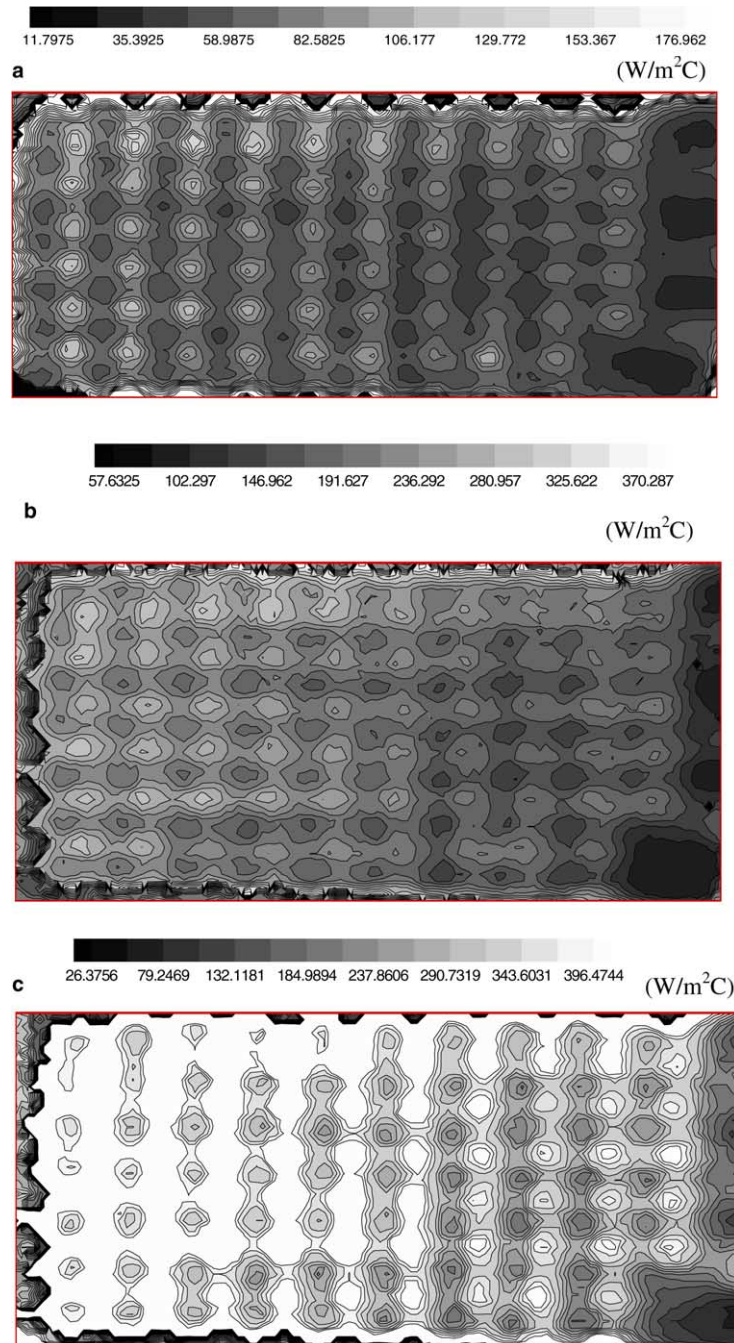 11.7975 35.3925 58.9875 82.5825 106.177 129.772 153.367 176.962
a (W/m²C)
57.6325 102.297 146.962 191.627 236.292 280.957 325.622 370.287
b
(W/m²C)
26.3756 79.2469 132.1181 184.9894 237.8606 290.7319 343.6031 396.4744
c (W/m²C)